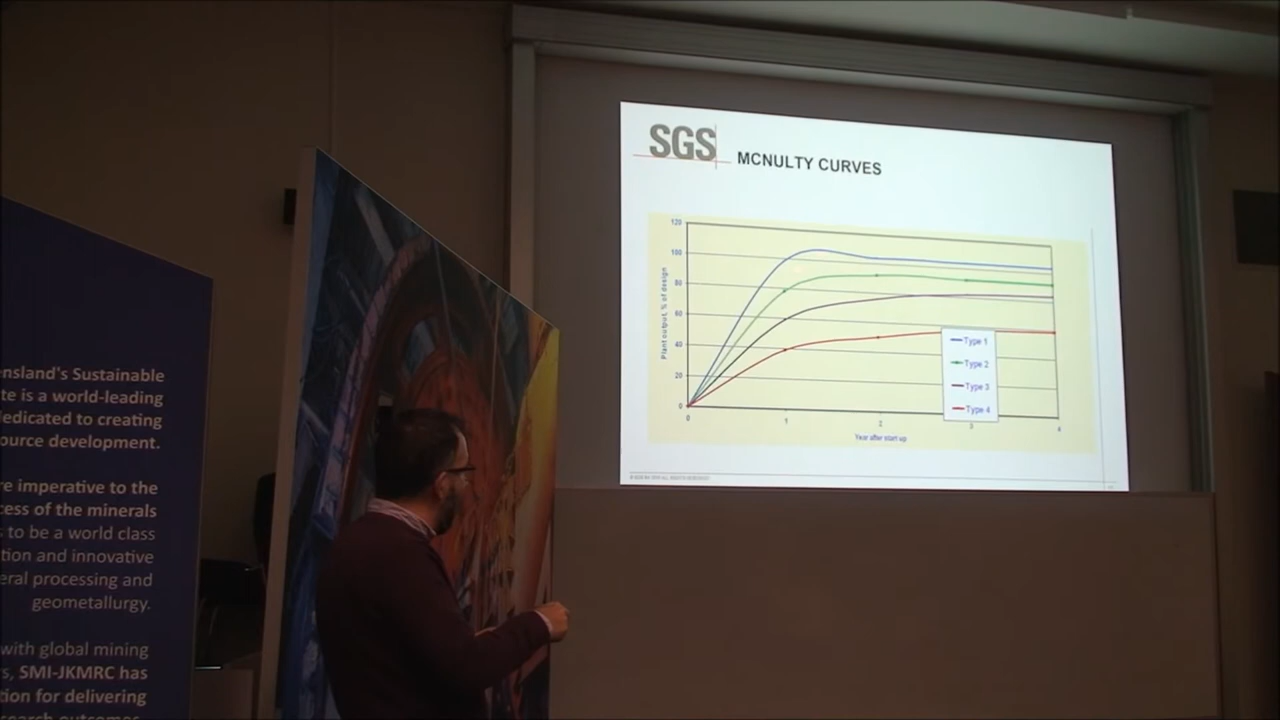 ensland's Sustainable
te is a world-leading
dedicated to creating
ource development.
re imperative to the
cess of the minerals
s to be a world class
tion and innovative
eral processing and
geometallurgy.
with global mining
s, SMI-JKMRC has
tion for delivering
search outcomes
SGS
MCNULTY CURVES
120
100
80
60
40
20
0
Plant output, % of design
0 1 2 3 4
Year after start up
Type 1
Type 2
Type 3
Type 4